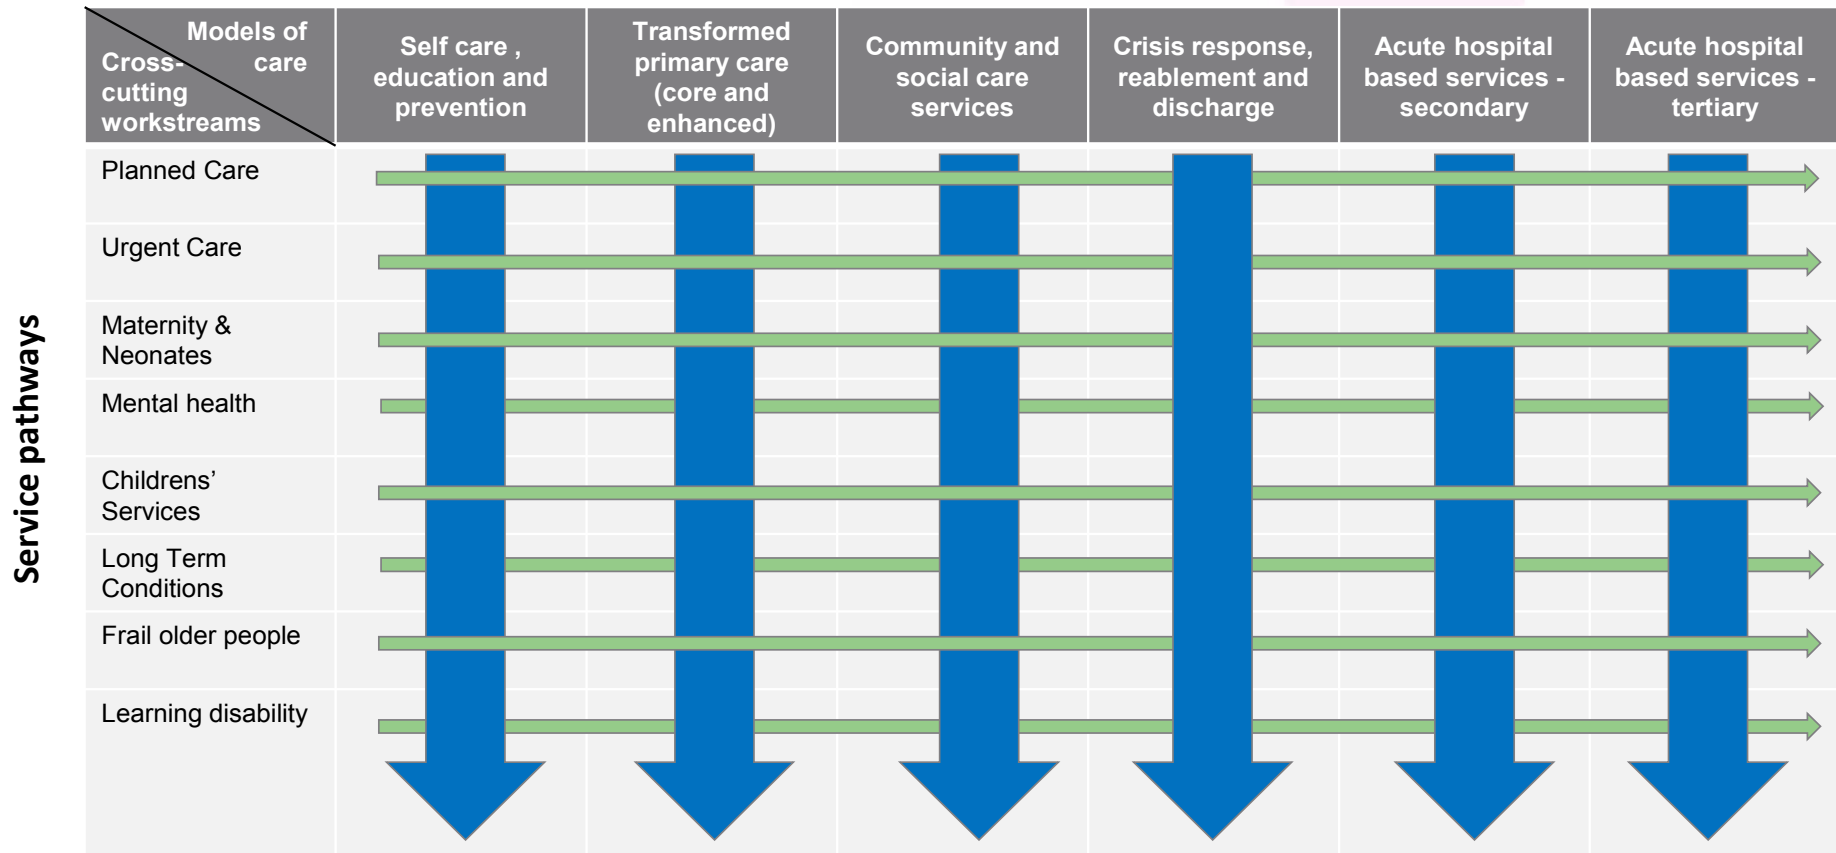 Models of
care
Cross-
cutting
workstreams
Self care ,
education and
prevention
Transformed
primary care
(core and
enhanced)
Community and
social care
services
Crisis response,
reablement and
discharge
Acute hospital
based services -
secondary
Acute hospital
based services -
tertiary
Service pathways
Planned Care
Urgent Care
Maternity &
Neonates
Mental health
Childrens’
Services
Long Term
Conditions
Frail older people
Learning disability